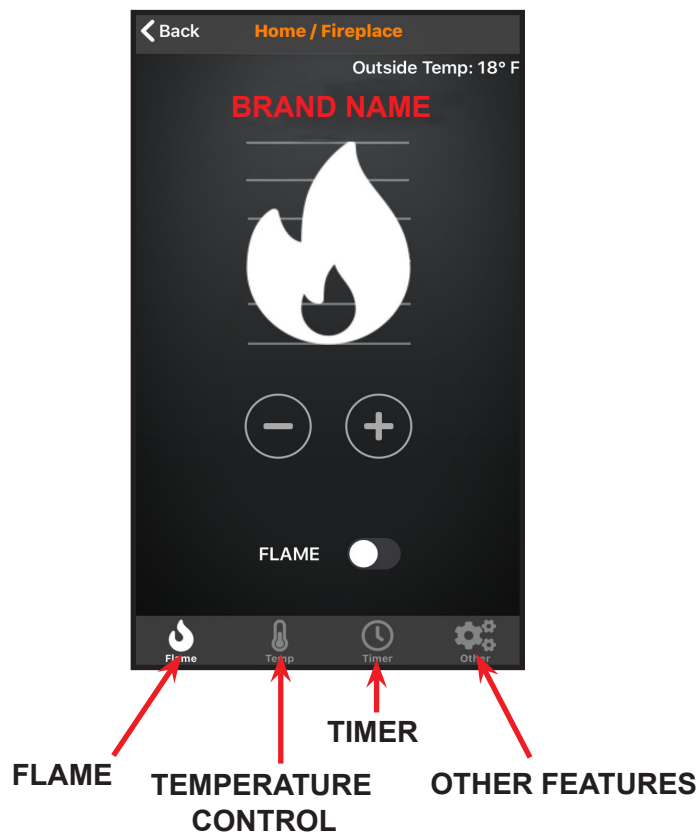 Back
Home / Fireplace
Outside Temp: 18° F
BRAND NAME
FLAME
Flame
Temp
Timer
Other
TIMER
FLAME
TEMPERATURE
CONTROL
OTHER FEATURES